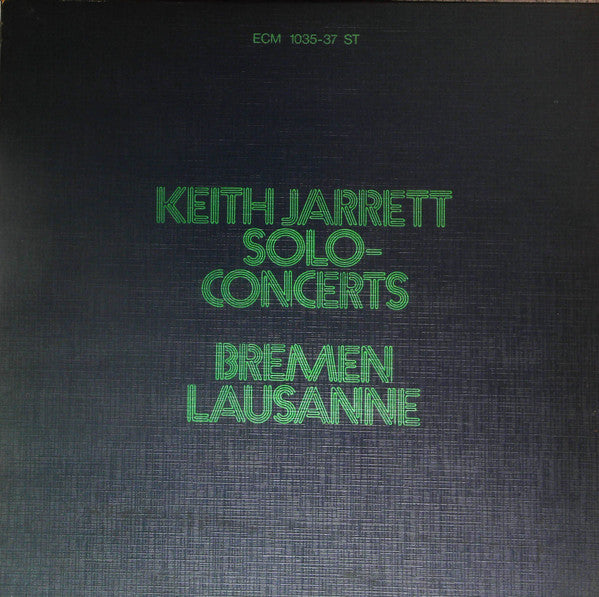 ECM 1035-37 ST
KEITH JARRETT
SOLO-
CONCERTS
BREMEN
LAUSANNE